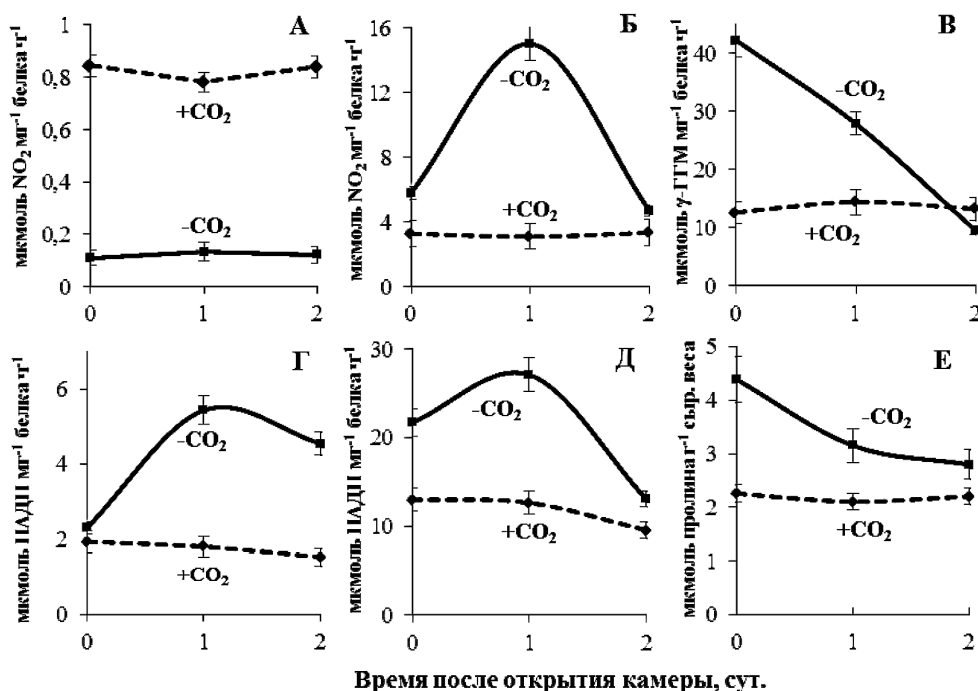 А
мкмоль NO2 мг-1 белка ч-1
1
0,8
0,6
0,4
0,2
0
+CO2
-CO2
0 1 2
Б
мкмоль NO2 мг-1 белка ч-1
16
12
8
4
0
-CO2
+CO2
0 1 2
В
мкмоль γ-ГГМ мг-1 белка ч-1
40
30
20
10
0
-CO2
+CO2
0 1 2
Г
мкмоль НАДН мг-1 белка ч-1
6
4
2
0
-CO2
+CO2
0 1 2
Д
мкмоль НАДН мг-1 белка ч-1
30
20
10
0
-CO2
+CO2
0 1 2
Е
мкмоль пролина г-1 сыр. веса
5
4
3
2
1
0
-CO2
+CO2
0 1 2
Время после открытия камеры, сут.